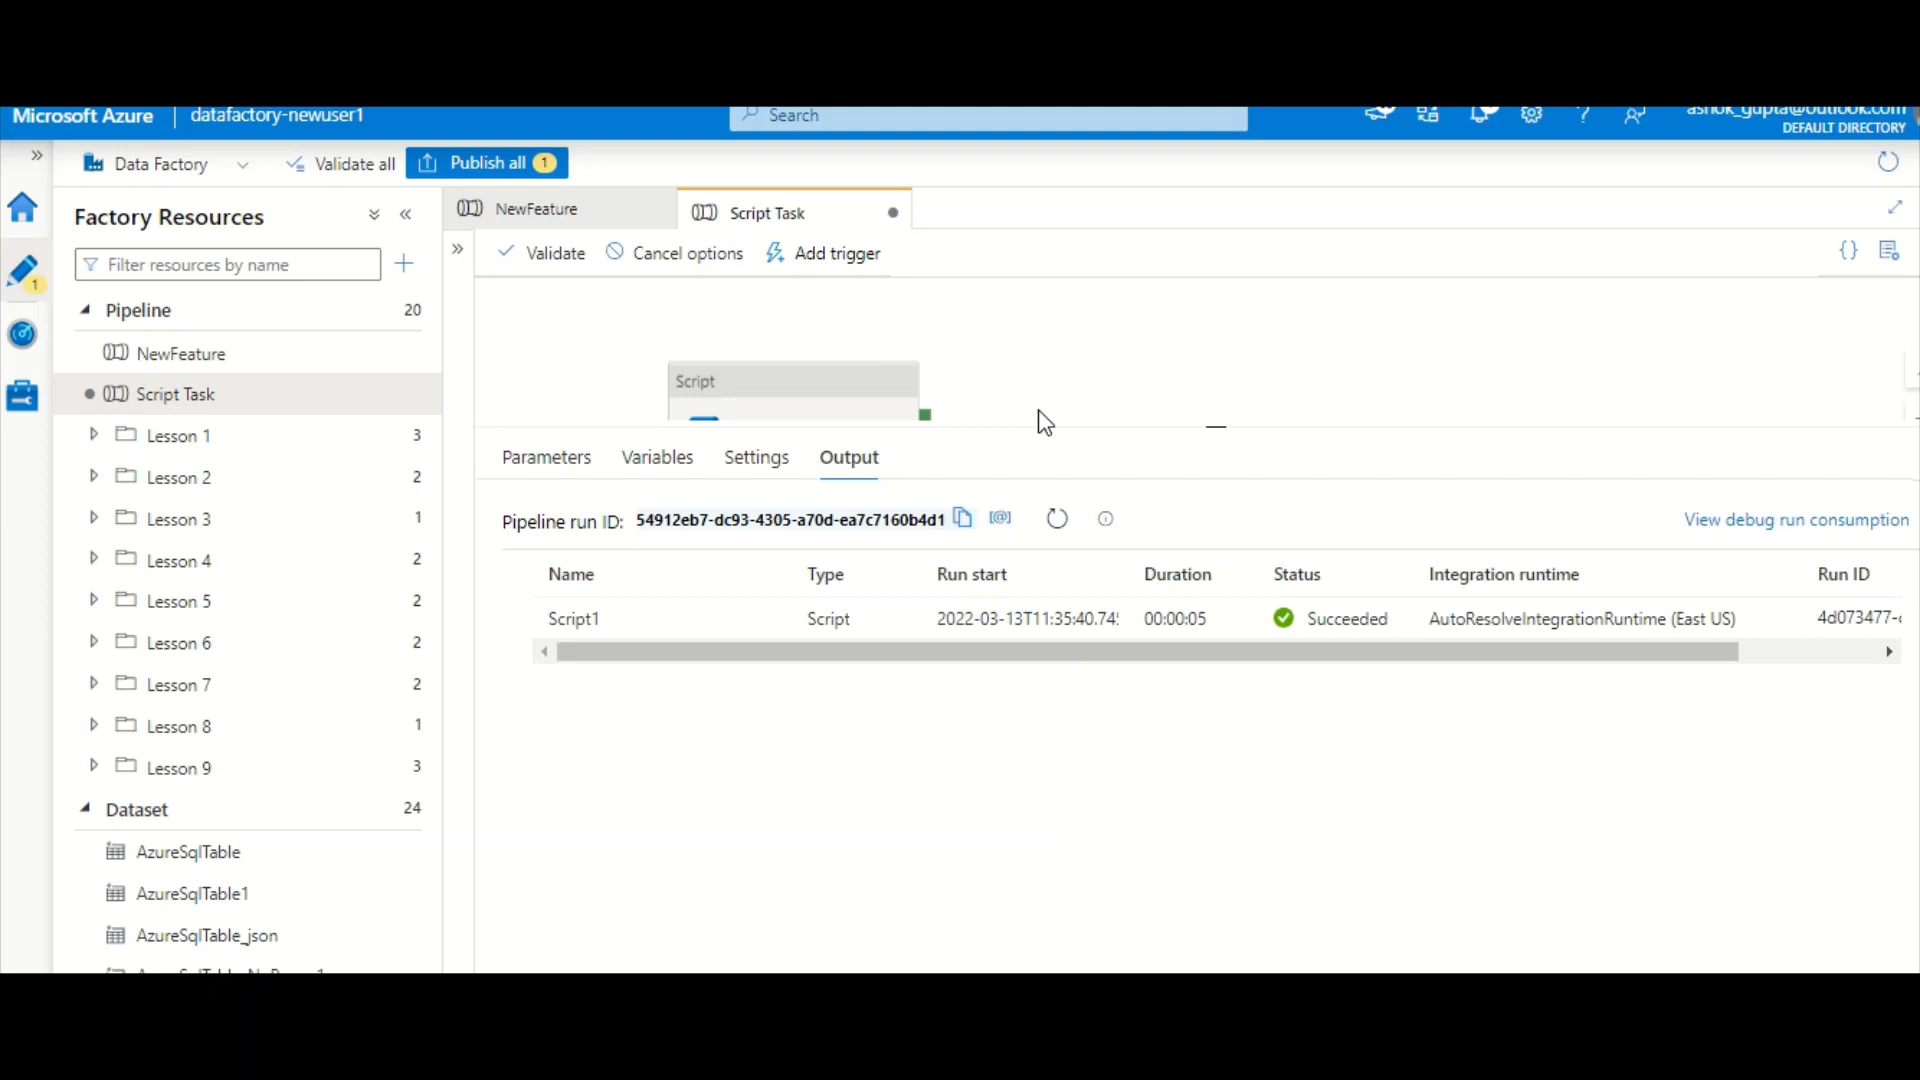 Microsoft Azure
datafactory-newuser1
Search
ashok_gupta@outlook.com
DEFAULT DIRECTORY
Data Factory
Validate all
Publish all 1
Factory Resources
NewFeature
Script Task
Filter resources by name
Validate
Cancel options
Add trigger
1
Pipeline 20
NewFeature
Script Task
Lesson 1 3
Lesson 2 2
Lesson 3 1
Lesson 4 2
Lesson 5 2
Lesson 6 2
Lesson 7 2
Lesson 8 1
Lesson 9 3
Dataset 24
AzureSqlTable
AzureSqlTable1
AzureSqlTable_json
Script
Parameters Variables Settings Output
Pipeline run ID: 54912eb7-dc93-4305-a70d-ea7c7160b4d1
View debug run consumption
Name Type Run start Duration Status Integration runtime Run ID
Script1 Script 2022-03-13T11:35:40.74 00:00:05 Succeeded AutoResolveIntegrationRuntime (East US) 4d073477-